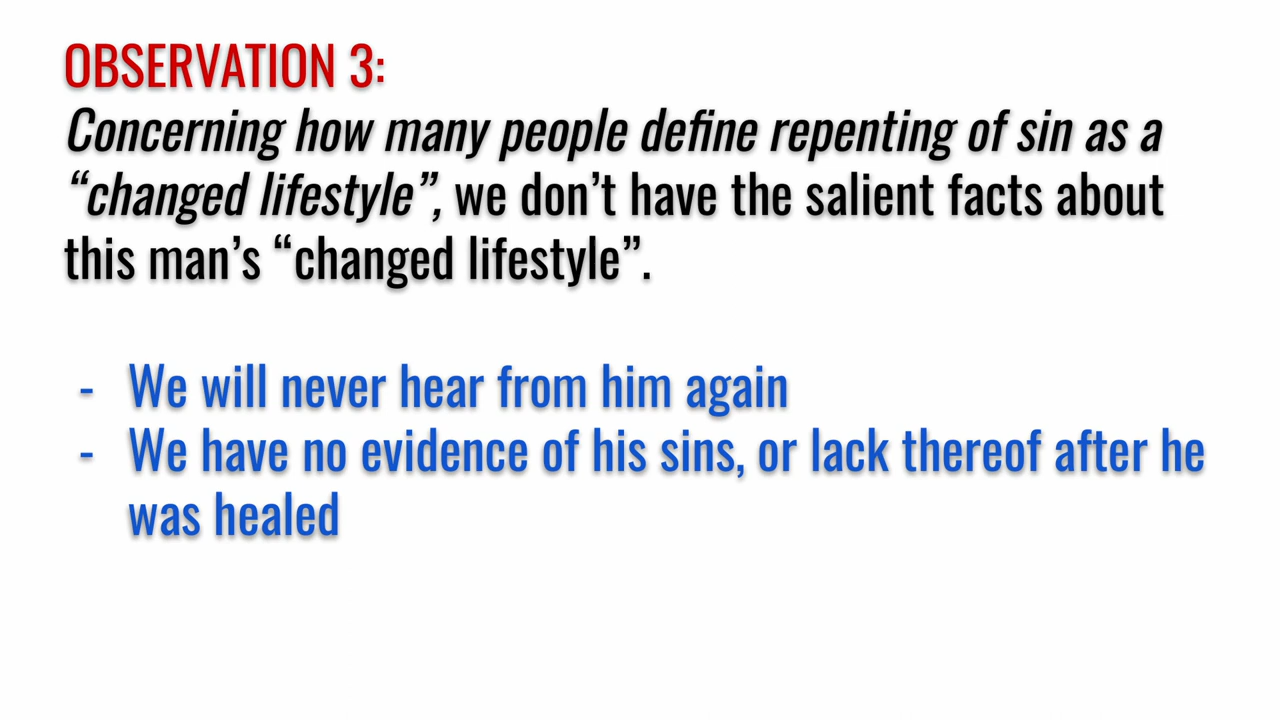 OBSERVATION 3:
Concerning how many people define repenting of sin as a
“changed lifestyle”, we don’t have the salient facts about
this man’s “changed lifestyle”.
- We will never hear from him again
- We have no evidence of his sins, or lack thereof after he
was healed